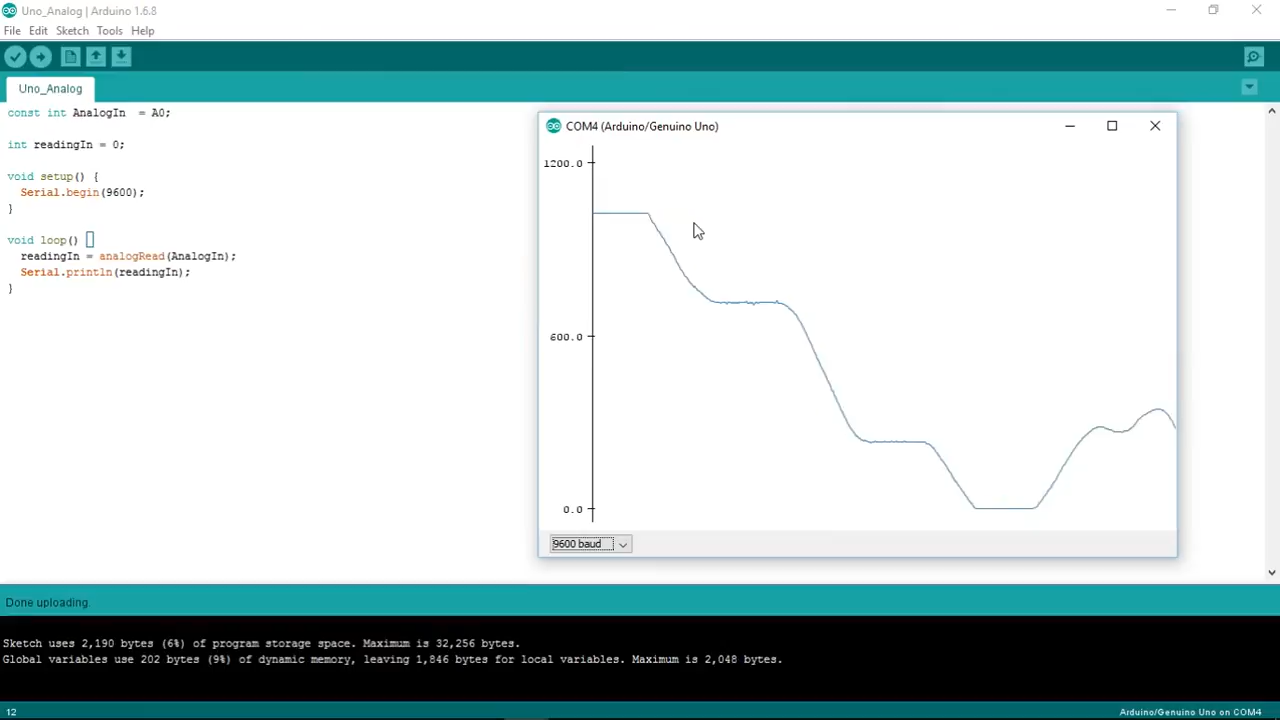 Uno_Analog | Arduino 1.6.8
File Edit Sketch Tools Help
Uno_Analog
const int AnalogIn = A0;
int readingIn = 0;
void setup() {
Serial.begin(9600);
}
void loop() {
readingIn = analogRead(AnalogIn);
Serial.println(readingIn);
}
COM4 (Arduino/Genuino Uno)
1200.0
600.0
0.0
9600 baud
Done uploading.
Sketch uses 2,190 bytes (6%) of program storage space. Maximum is 32,256 bytes.
Global variables use 202 bytes (9%) of dynamic memory, leaving 1,846 bytes for local variables. Maximum is 2,048 bytes.
12
Arduino/Genuino Uno on COM4